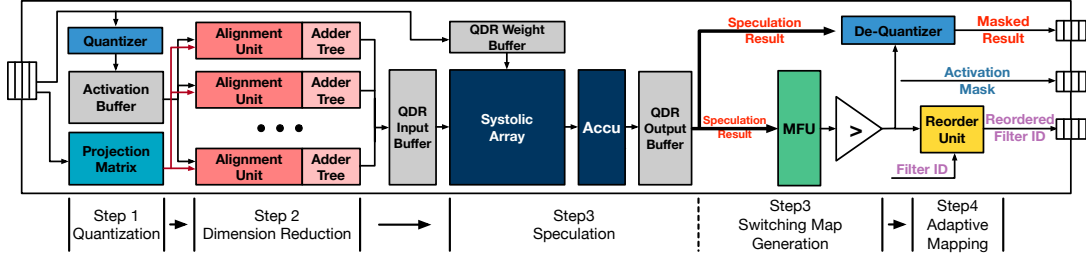 Quantizer
Activation
Buffer
Projection
Matrix
Alignment
Unit
Adder
Tree
Alignment
Unit
Adder
Tree
Alignment
Unit
Adder
Tree
QDR
Input
Buffer
QDR Weight
Buffer
Systolic
Array
Accu
QDR
Output
Buffer
Speculation
Result
Speculation
Result
MFU
>
De-Quantizer
Masked
Result
Activation
Mask
Reorder
Unit
Reordered
Filter ID
Filter ID
Step 1
Quantization
Step 2
Dimension Reduction
Step3
Speculation
Step3
Switching Map
Generation
Step4
Adaptive
Mapping